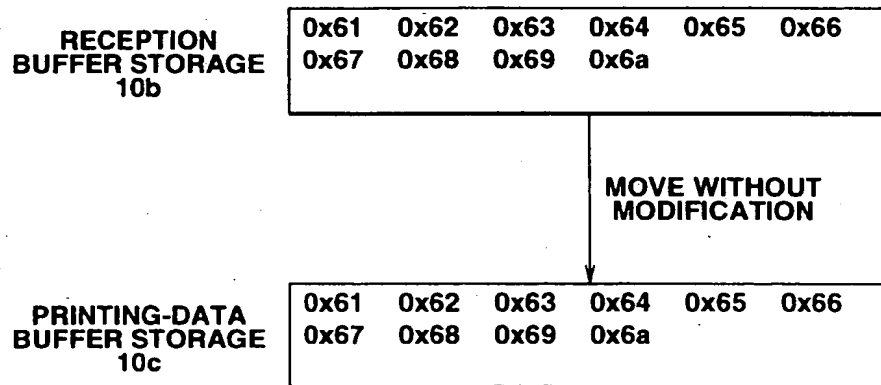 RECEPTION
BUFFER STORAGE
10b
0x61 0x62 0x63 0x64 0x65 0x66
0x67 0x68 0x69 0x6a
MOVE WITHOUT
MODIFICATION
PRINTING-DATA
BUFFER STORAGE
10c
0x61 0x62 0x63 0x64 0x65 0x66
0x67 0x68 0x69 0x6a